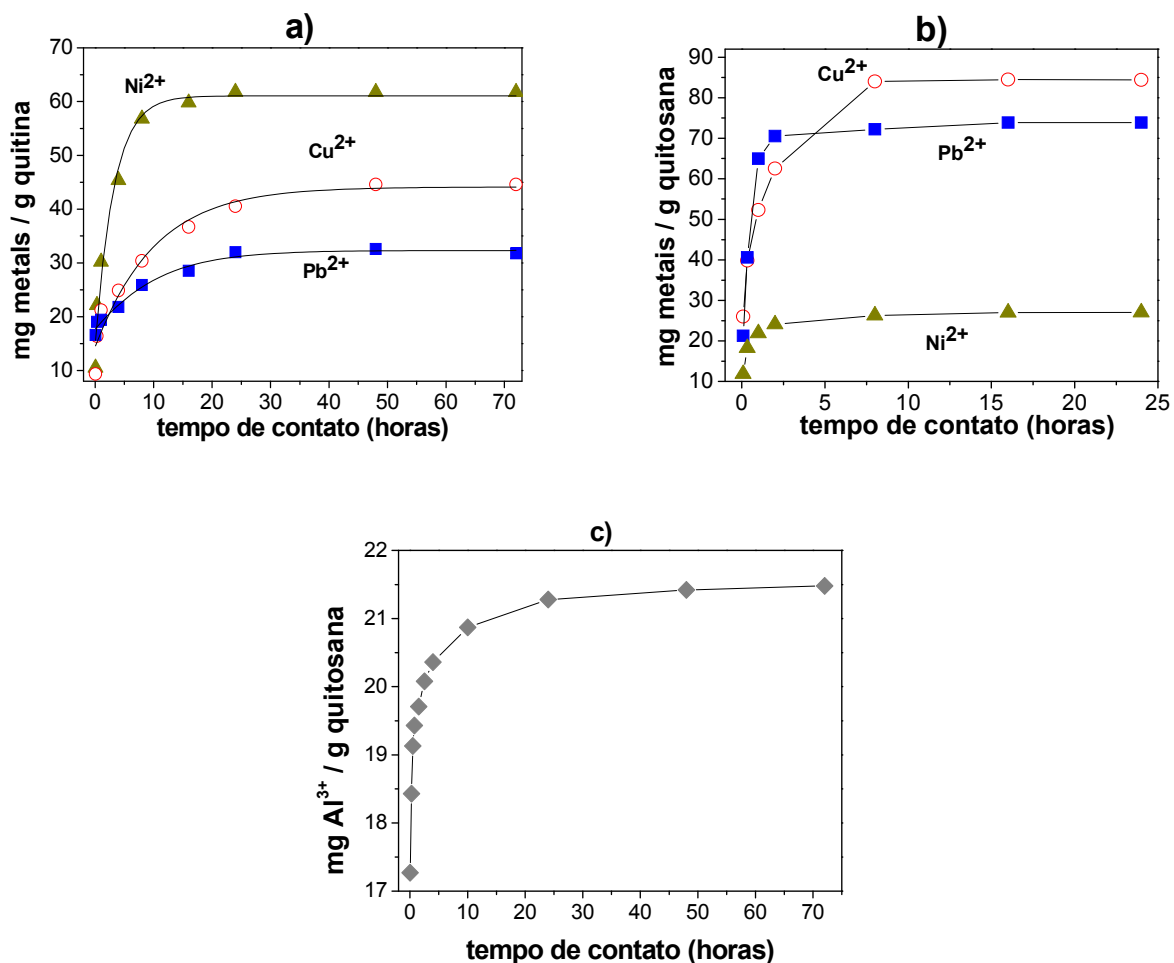 a)
70
60
50
40
30
20
10
0 10 20 30 40 50 60 70
mg metals / g quitina
tempo de contato (horas)
Ni2+
Cu2+
Pb2+
b)
90
80
70
60
50
40
30
20
10
0 5 10 15 20 25
mg metais / g quitosana
tempo de contato (horas)
Cu2+
Pb2+
Ni2+
c)
22
21
20
19
18
17
0 10 20 30 40 50 60 70
mg Al3+ / g quitosana
tempo de contato (horas)